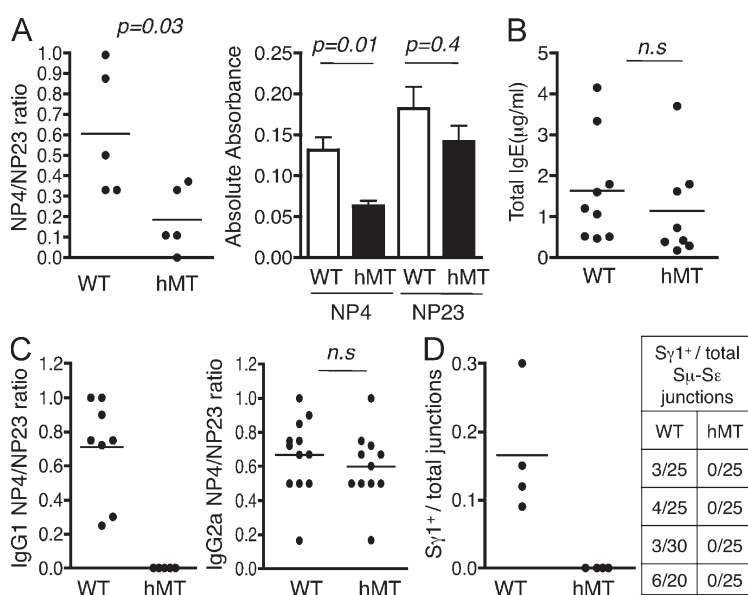 A
p=0.03
NP4/NP23 ratio
1.0
0.9
0.8
0.7
0.6
0.5
0.4
0.3
0.2
0.1
0.0
WT hMT
p=0.01 p=0.4
Absolute Absorbance
0.25
0.20
0.15
0.10
0.05
0.00
WT hMT WT hMT
NP4 NP23
B
n.s
Total IgE(μg/ml)
5
4
3
2
1
0
WT hMT
C
IgG1 NP4/NP23 ratio
1.2
1.0
0.8
0.6
0.4
0.2
0.0
WT hMT
n.s
IgG2a NP4/NP23 ratio
1.2
1.0
0.8
0.6
0.4
0.2
0.0
WT hMT
D
Sγ1+ / total junctions
0.3
0.2
0.1
0.0
WT hMT
Sγ1+ / total
Sμ-Sε
junctions
WT hMT
3/25 0/25
4/25 0/25
3/30 0/25
6/20 0/25